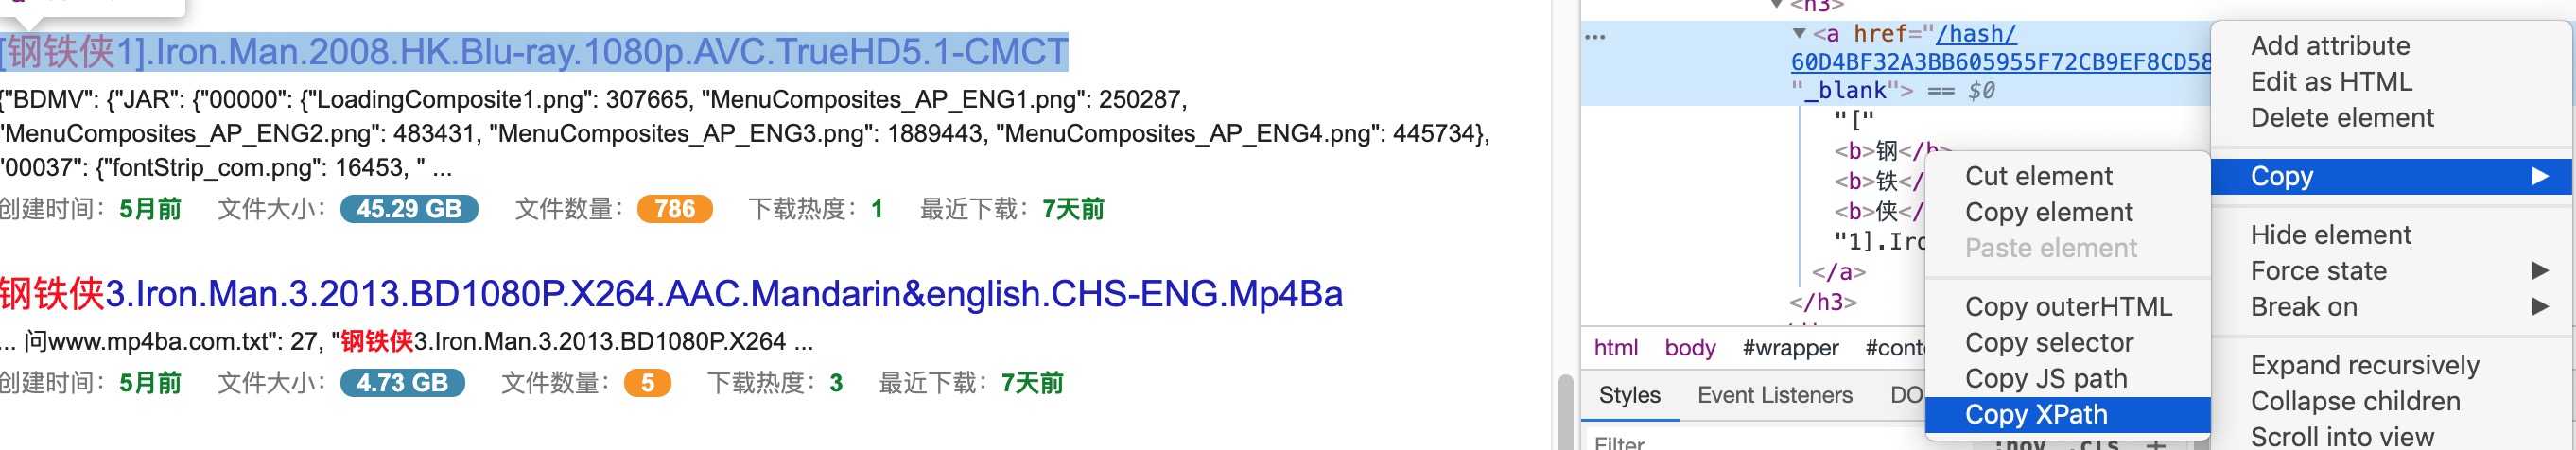 [钢铁侠1].Iron.Man.2008.HK.Blu-ray.1080p.AVC.TrueHD5.1-CMCT
{"BDMV": {"JAR": {"00000": {"LoadingComposite1.png": 307665, "MenuComposites_AP_ENG1.png": 250287,
"MenuComposites_AP_ENG2.png": 483431, "MenuComposites_AP_ENG3.png": 1889443, "MenuComposites_AP_ENG4.png": 445734},
"00037": {"fontStrip_com.png": 16453, " ...
创建时间: 5月前 文件大小: 45.29 GB 文件数量: 786 下载热度: 1 最近下载: 7天前
钢铁侠3.Iron.Man.3.2013.BD1080P.X264.AAC.Mandarin&english.CHS-ENG.Mp4Ba
... 问www.mp4ba.com.txt": 27, "钢铁侠3.Iron.Man.3.2013.BD1080P.X264 ...
创建时间: 5月前 文件大小: 4.73 GB 文件数量: 5 下载热度: 3 最近下载: 7天前
<h3>
... <a href="/hash/
60D4BF32A3BB605955F72CB9EF8CD58
"_blank"> == $0
"["
<b>钢</b>
<b>铁</
<b>侠</
"1].Iro
</a>
</h3>
html body #wrapper #conte
Styles Event Listeners DO
Filter
:hov .cls +
Cut element
Copy element
Paste element
Copy outerHTML
Copy selector
Copy JS path
Copy XPath
Add attribute
Edit as HTML
Delete element
Copy
Hide element
Force state
Break on
Expand recursively
Collapse children
Scroll into view